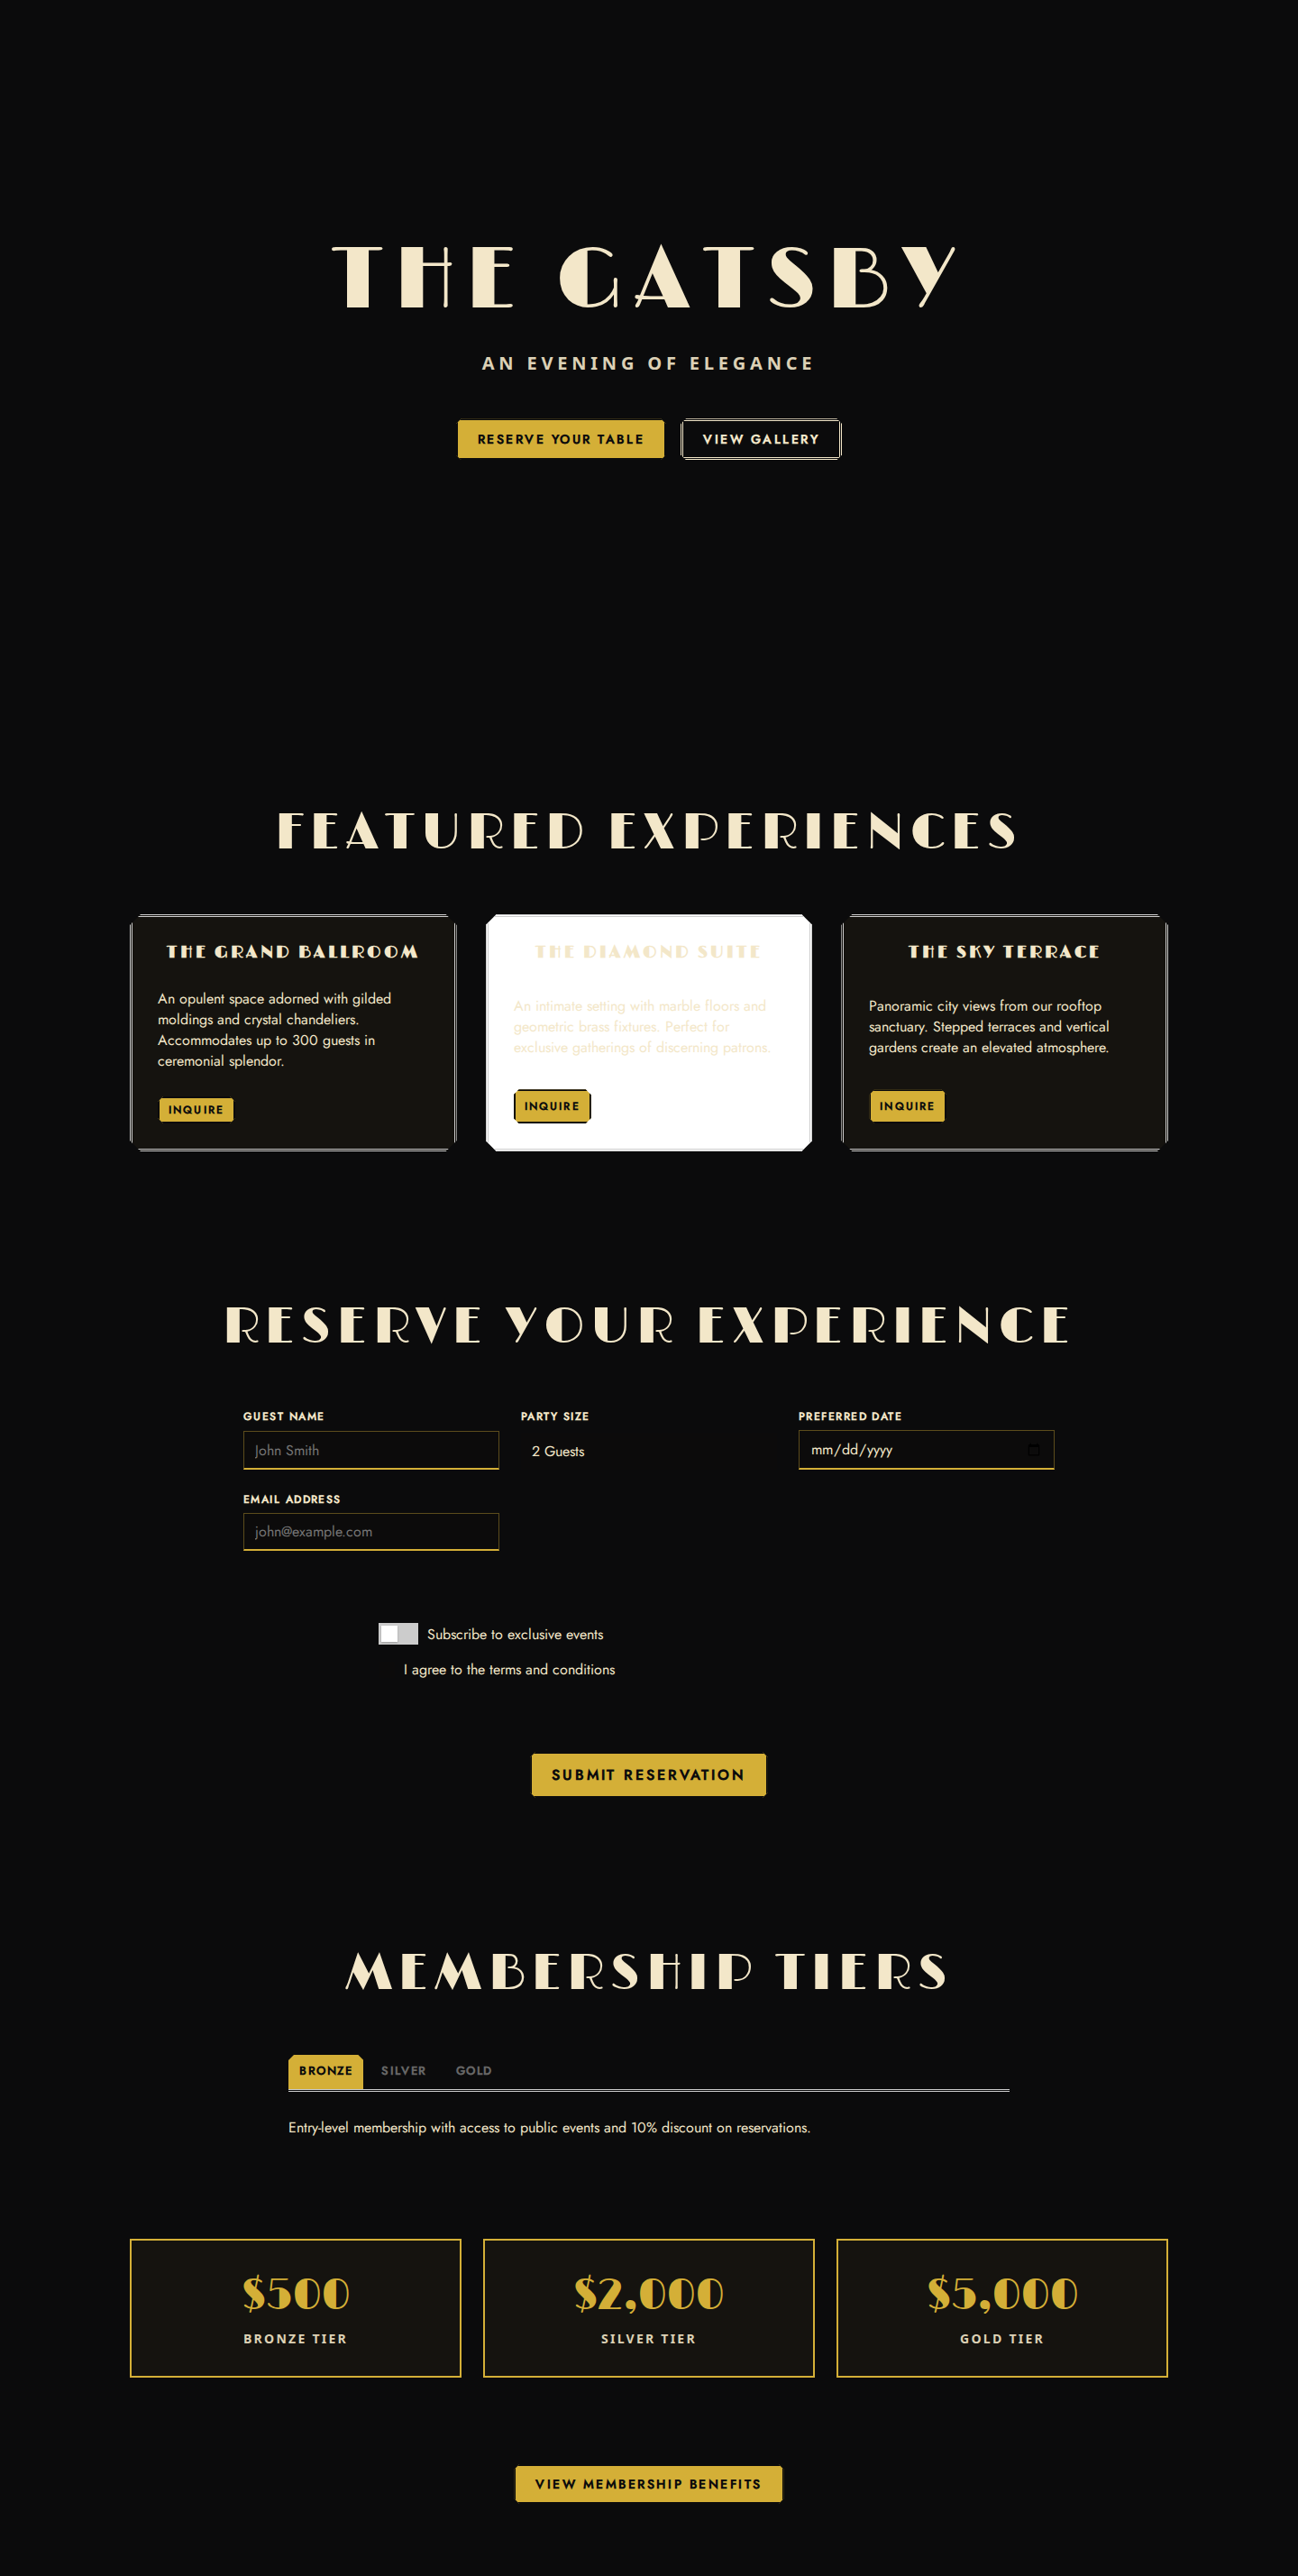 THE GATSBY
AN EVENING OF ELEGANCE
RESERVE YOUR TABLE
VIEW GALLERY
FEATURED EXPERIENCES
THE GRAND BALLROOM
An opulent space adorned with gilded
moldings and crystal chandeliers.
Accommodates up to 300 guests in
ceremonial splendor.
INQUIRE
THE DIAMOND SUITE
An intimate setting with marble floors and
geometric brass fixtures. Perfect for
exclusive gatherings of discerning patrons.
INQUIRE
THE SKY TERRACE
Panoramic city views from our rooftop
sanctuary. Stepped terraces and vertical
gardens create an elevated atmosphere.
INQUIRE
RESERVE YOUR EXPERIENCE
GUEST NAME
John Smith
PARTY SIZE
2 Guests
PREFERRED DATE
mm/dd/yyyy
EMAIL ADDRESS
john@example.com
Subscribe to exclusive events
I agree to the terms and conditions
SUBMIT RESERVATION
MEMBERSHIP TIERS
BRONZE
SILVER
GOLD
Entry-level membership with access to public events and 10% discount on reservations.
$500
BRONZE TIER
$2,000
SILVER TIER
$5,000
GOLD TIER
VIEW MEMBERSHIP BENEFITS